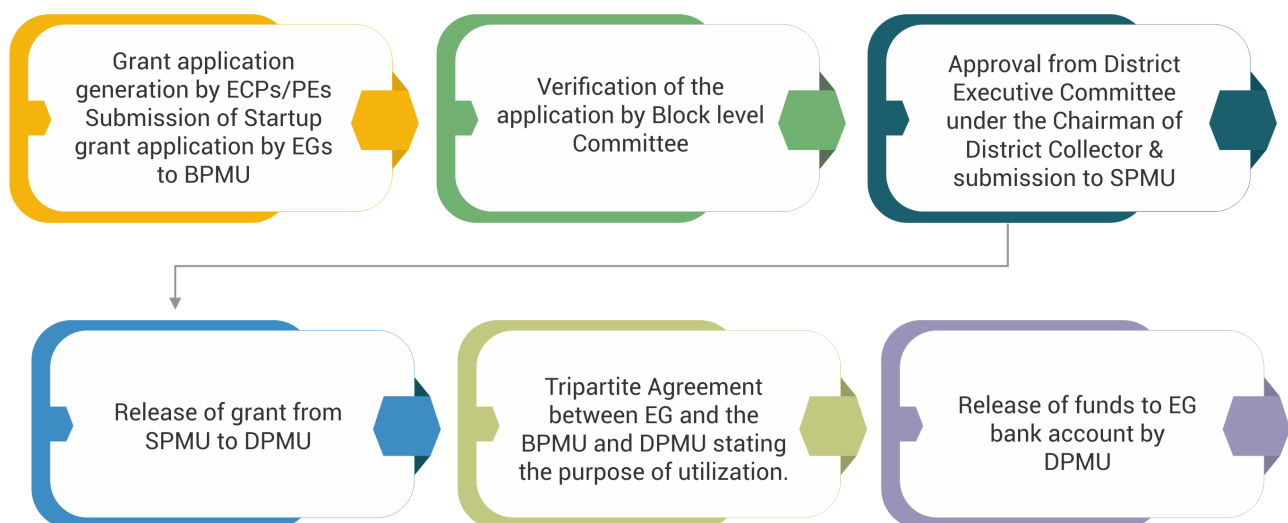 Grant application
generation by ECPs/PEs
Submission of Startup
grant application by EGs
to BPMU
Verification of the
application by Block level
Committee
Approval from District
Executive Committee
under the Chairman of
District Collector &
submission to SPMU
Release of grant from
SPMU to DPMU
Tripartite Agreement
between EG and the
BPMU and DPMU stating
the purpose of utilization.
Release of funds to EG
bank account by
DPMU